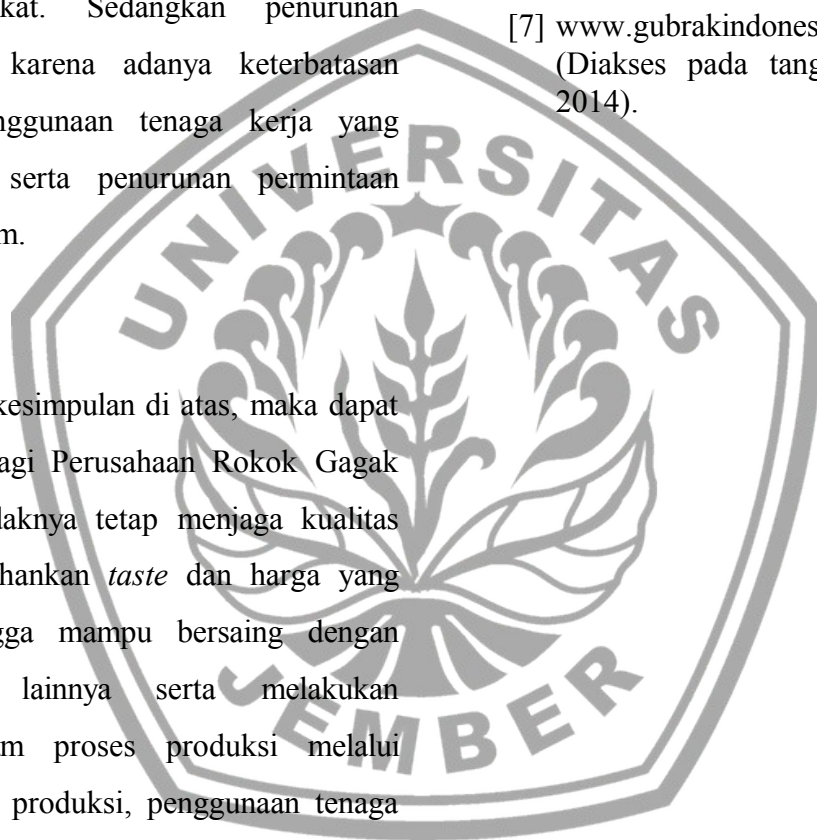 kat. Sedangkan penurunan
karena adanya keterbatasan
nggunaan tenaga kerja yang
serta penurunan permintaan
m.
kesimpulan di atas, maka dapat
agi Perusahaan Rokok Gagak
laknya tetap menjaga kualitas
hankan taste dan harga yang
gga mampu bersaing dengan
lainnya serta melakukan
am proses produksi melalui
produksi, penggunaan tenaga
[7] www.gubrakindones
(Diakses pada tang
2014).
UNIVERSITAS
JEMBER